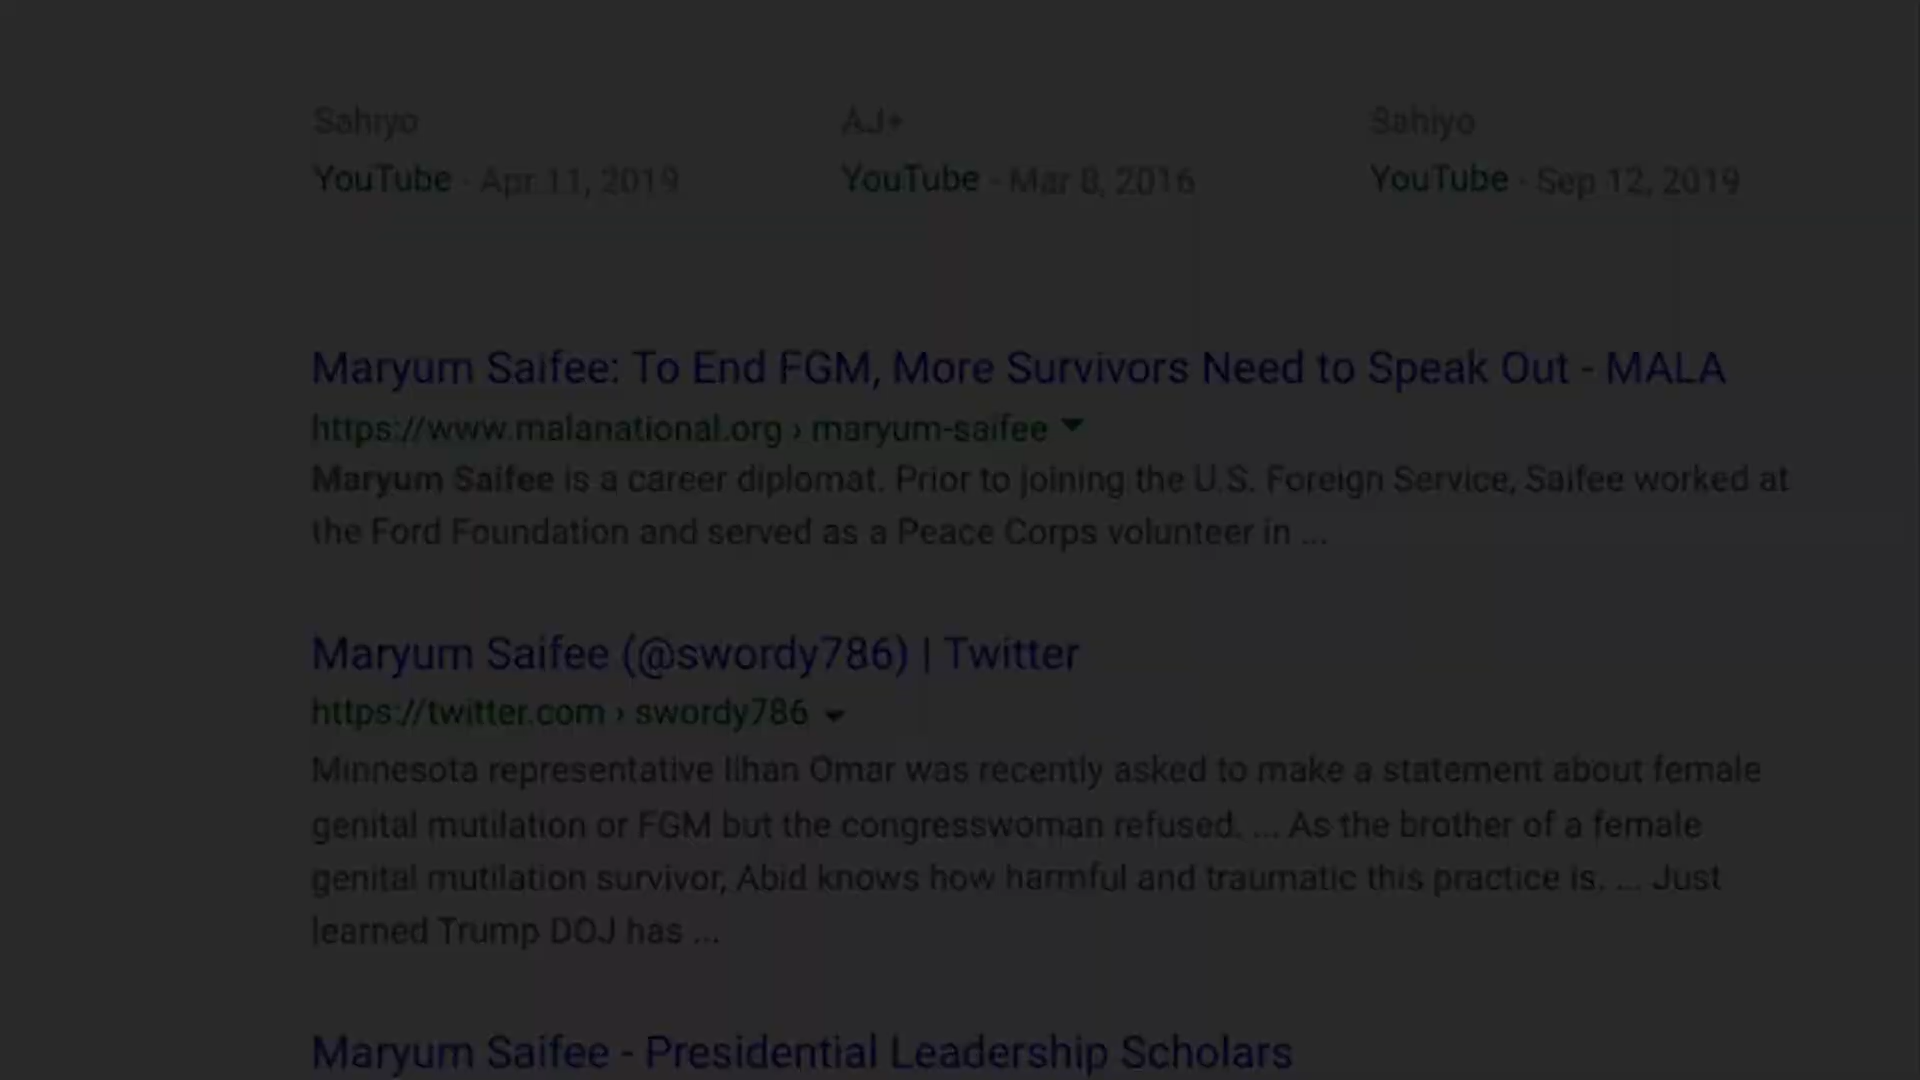 Sahiyo AJ+ Sahiyo
YouTube - Apr 11, 2019 YouTube - Mar 8, 2016 YouTube - Sep 12, 2019
Maryum Saifee: To End FGM, More Survivors Need to Speak Out - MALA
https://www.malanational.org › maryum-saifee
Maryum Saifee is a career diplomat. Prior to joining the U.S. Foreign Service, Saifee worked at
the Ford Foundation and served as a Peace Corps volunteer in ...
Maryum Saifee (@swordy786) | Twitter
https://twitter.com › swordy786
Minnesota representative Ilhan Omar was recently asked to make a statement about female
genital mutilation or FGM but the congresswoman refused. ... As the brother of a female
genital mutilation survivor, Abid knows how harmful and traumatic this practice is. ... Just
learned Trump DOJ has ...
Maryum Saifee - Presidential Leadership Scholars